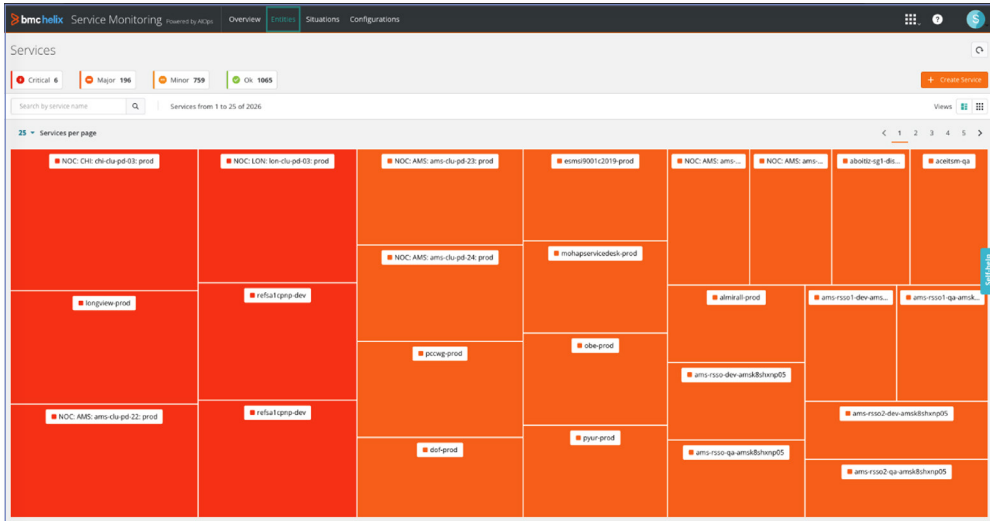 bmc helix Service Monitoring Powered by AIOps Overview Entities Situations Configurations ? S
Services
Critical 6 Major 196 Minor 759 Ok 1065 + Create Service
Search by service name Services from 1 to 25 of 2026 Views
25 Services per page < 1 2 3 4 5 >
NOC: CHI: chi-clu-pd-03: prod
NOC: LON: lon-clu-pd-03: prod
NOC: AMS: ams-clu-pd-23: prod
esmsi9001c2019-prod
NOC: AMS: ams-...
NOC: AMS: ams-...
aboitiz-sg1-dis...
aceitsm-qa
NOC: AMS: ams-clu-pd-24: prod
mohapservicedesk-prod
Self-help
longview-prod
refsa1cpnp-dev
almirall-prod
ams-rsso1-dev-ams...
ams-rsso1-qa-amsk...
pccwg-prod
obe-prod
ams-rsso-dev-amsk8shxnp05
NOC: AMS: ams-clu-pd-22: prod
refsa1cpnp-dev
ams-rsso2-dev-amsk8shxnp05
dof-prod
pyur-prod
ams-rsso-qa-amsk8shxnp05
ams-rsso2-qa-amsk8shxnp05